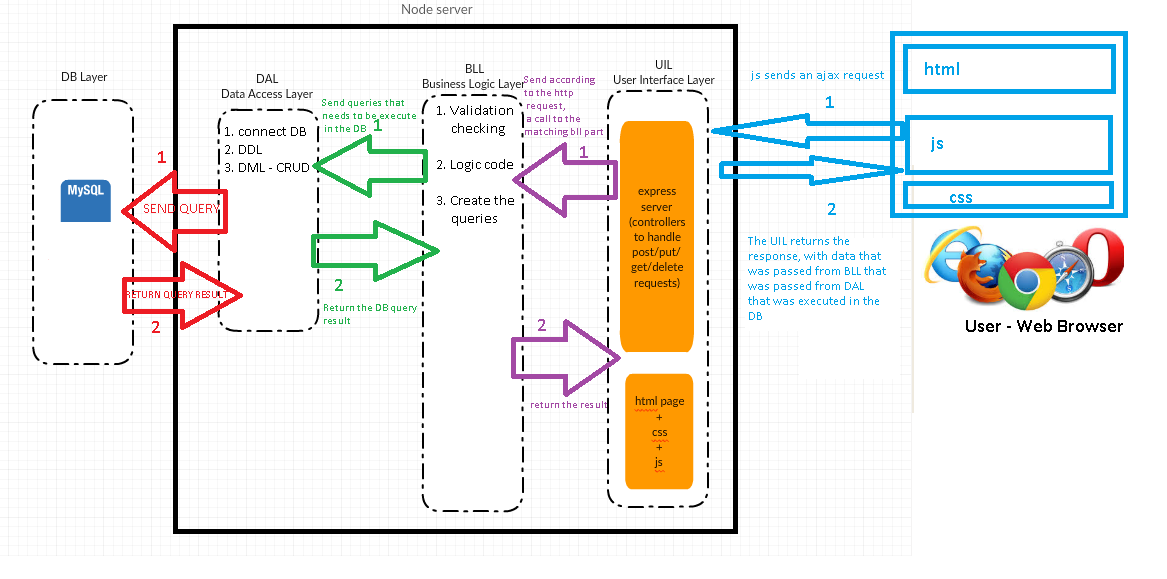 Node server
DB Layer
MySQL
1
SEND QUERY
RETURN QUERY RESULT
2
DAL
Data Access Layer
1. connect DB
2. DDL
3. DML - CRUD
Send queries that
needs to be execute
in the DB
1
2
Return the DB query
result
BLL
Business Logic Layer
1. Validation
checking
2. Logic code
3. Create the
queries
Send according
to the http
request,
a call to the
matching bll part
1
2
return the result
UIL
User Interface Layer
express
server
(controllers
to handle
post/put/
get/delete
requests)
html page
+
css
+
js
js sends an ajax request
1
2
The UIL returns the
response, with data that
was passed from BLL that
was passed from DAL
that was executed in the
DB
html
js
css
User - Web Browser